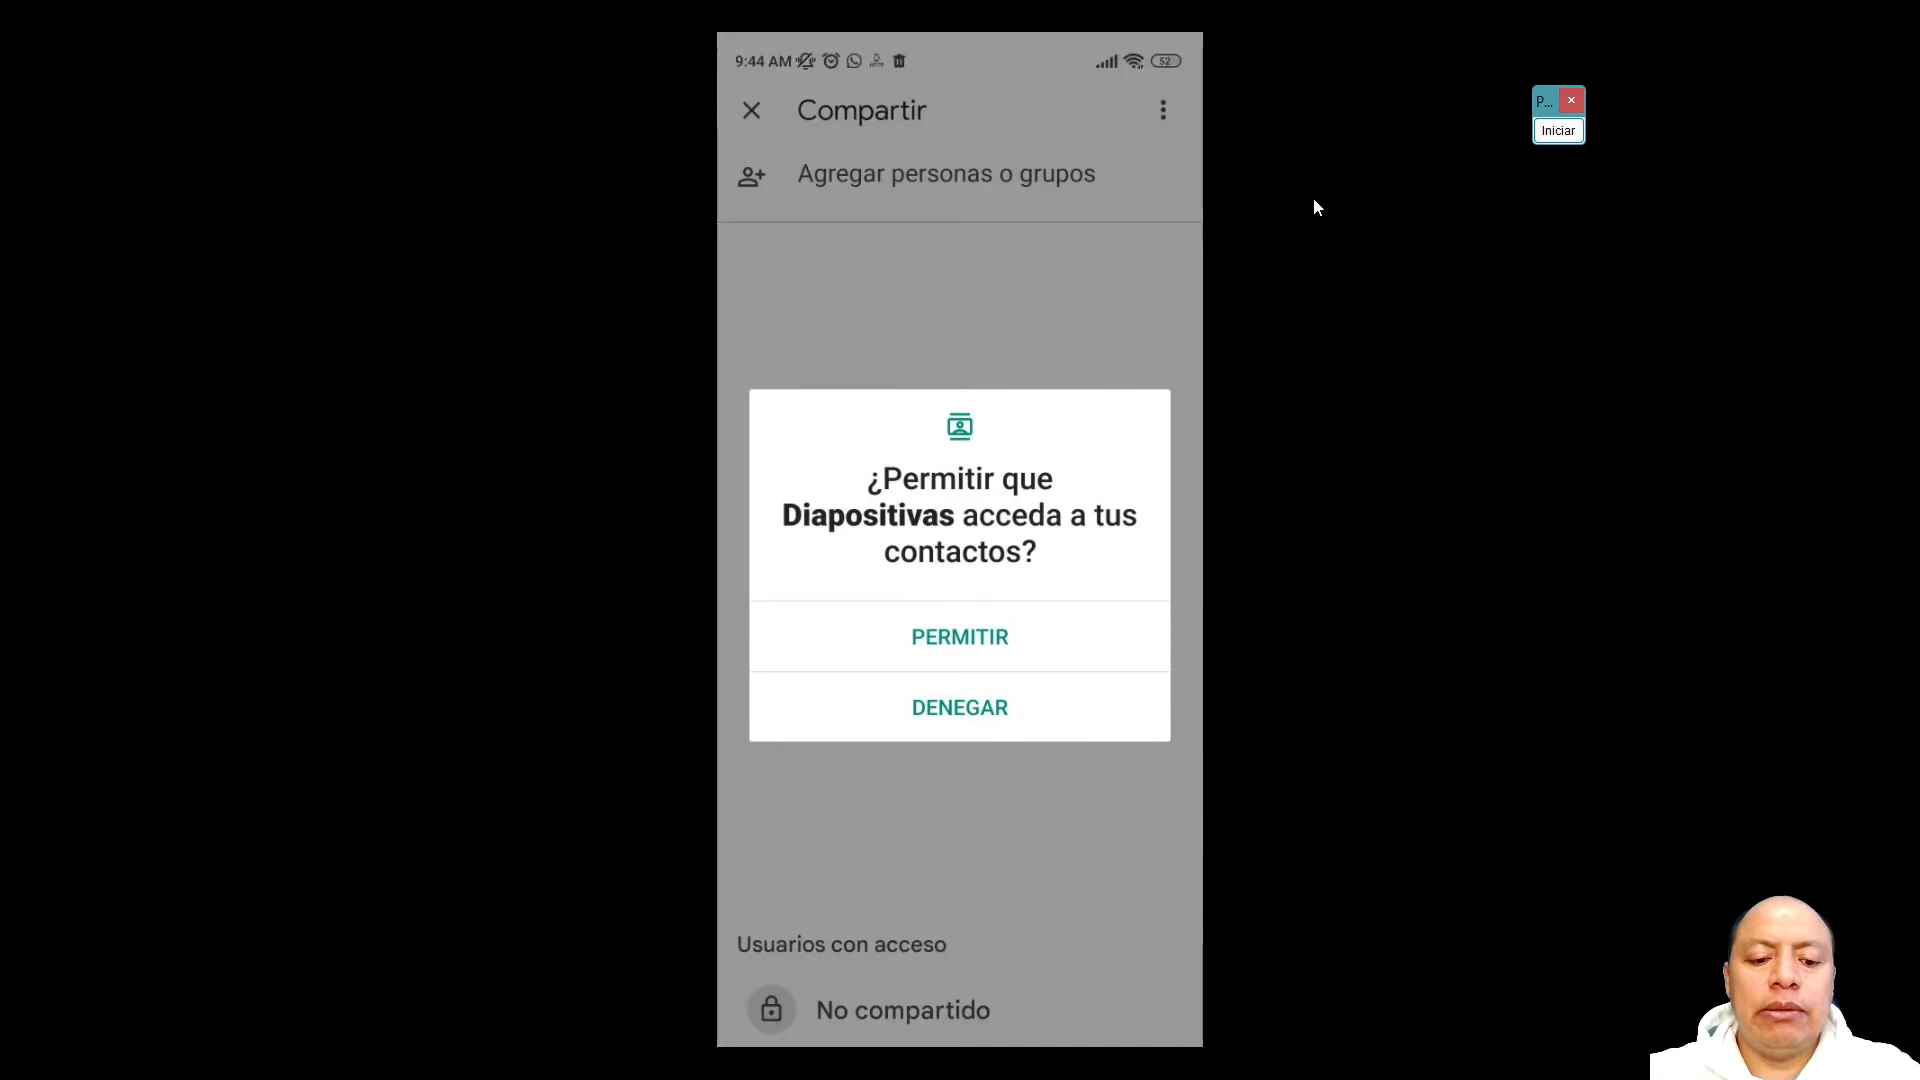 9:44 AM
52
Compartir
Agregar personas o grupos
P...
Iniciar
¿Permitir que
Diapositivas acceda a tus
contactos?
PERMITIR
DENEGAR
Usuarios con acceso
No compartido